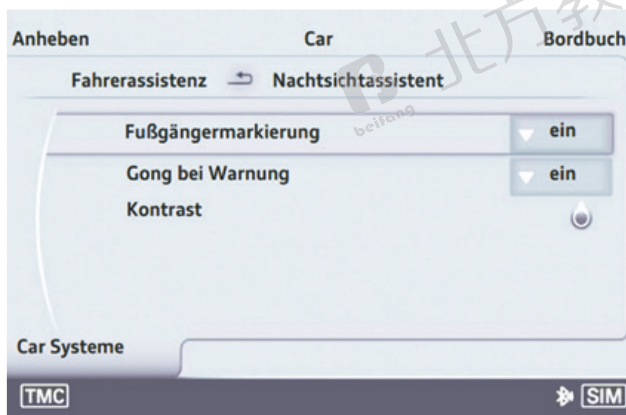 Anheben Car Bordbuch
北方教
beifang
Fahrerassistenz Nachtsichtassistent
Fußgängermarkierung ein
Gong bei Warnung ein
Kontrast
Car Systeme
TMC SIM